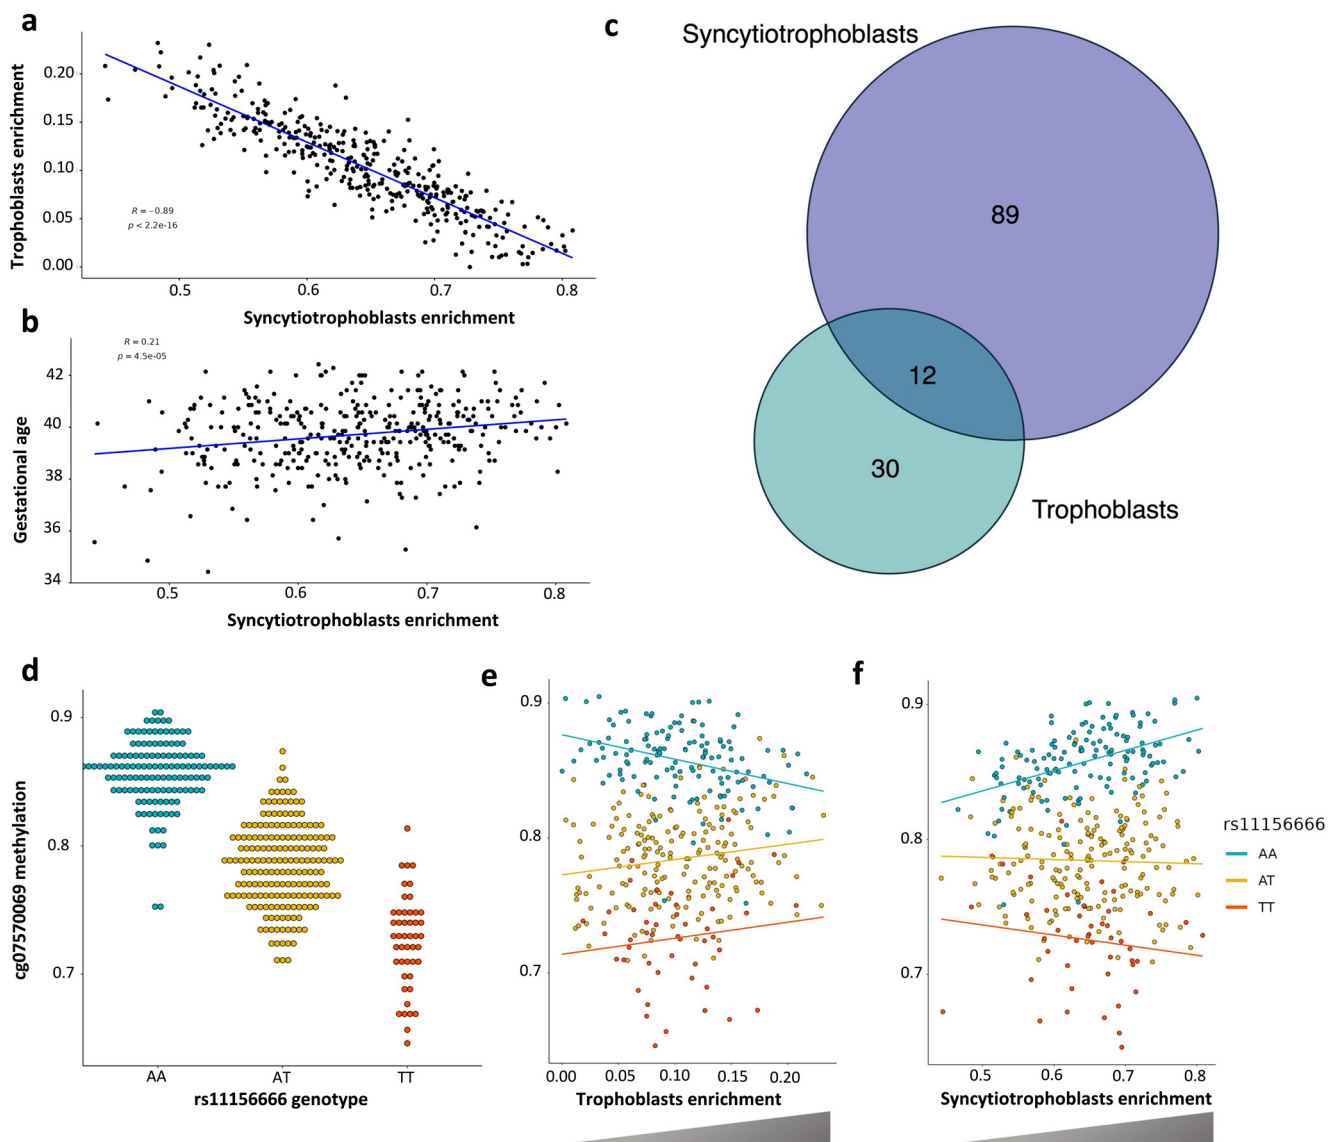 a
Trophoblasts enrichment
0.20
0.15
0.10
0.05
0.00
R = −0.89
p < 2.2e-16
0.5 0.6 0.7 0.8
Syncytiotrophoblasts enrichment
b
Gestational age
42
40
38
36
34
R = 0.21
p = 4.5e-05
0.5 0.6 0.7 0.8
Syncytiotrophoblasts enrichment
c
Syncytiotrophoblasts
89
12
30
Trophoblasts
d
cg07570069 methylation
0.9
0.8
0.7
AA AT TT
rs11156666 genotype
e
0.9
0.8
0.7
0.00 0.05 0.10 0.15 0.20
Trophoblasts enrichment
f
0.9
0.8
0.7
0.5 0.6 0.7 0.8
Syncytiotrophoblasts enrichment
rs11156666
AA
AT
TT